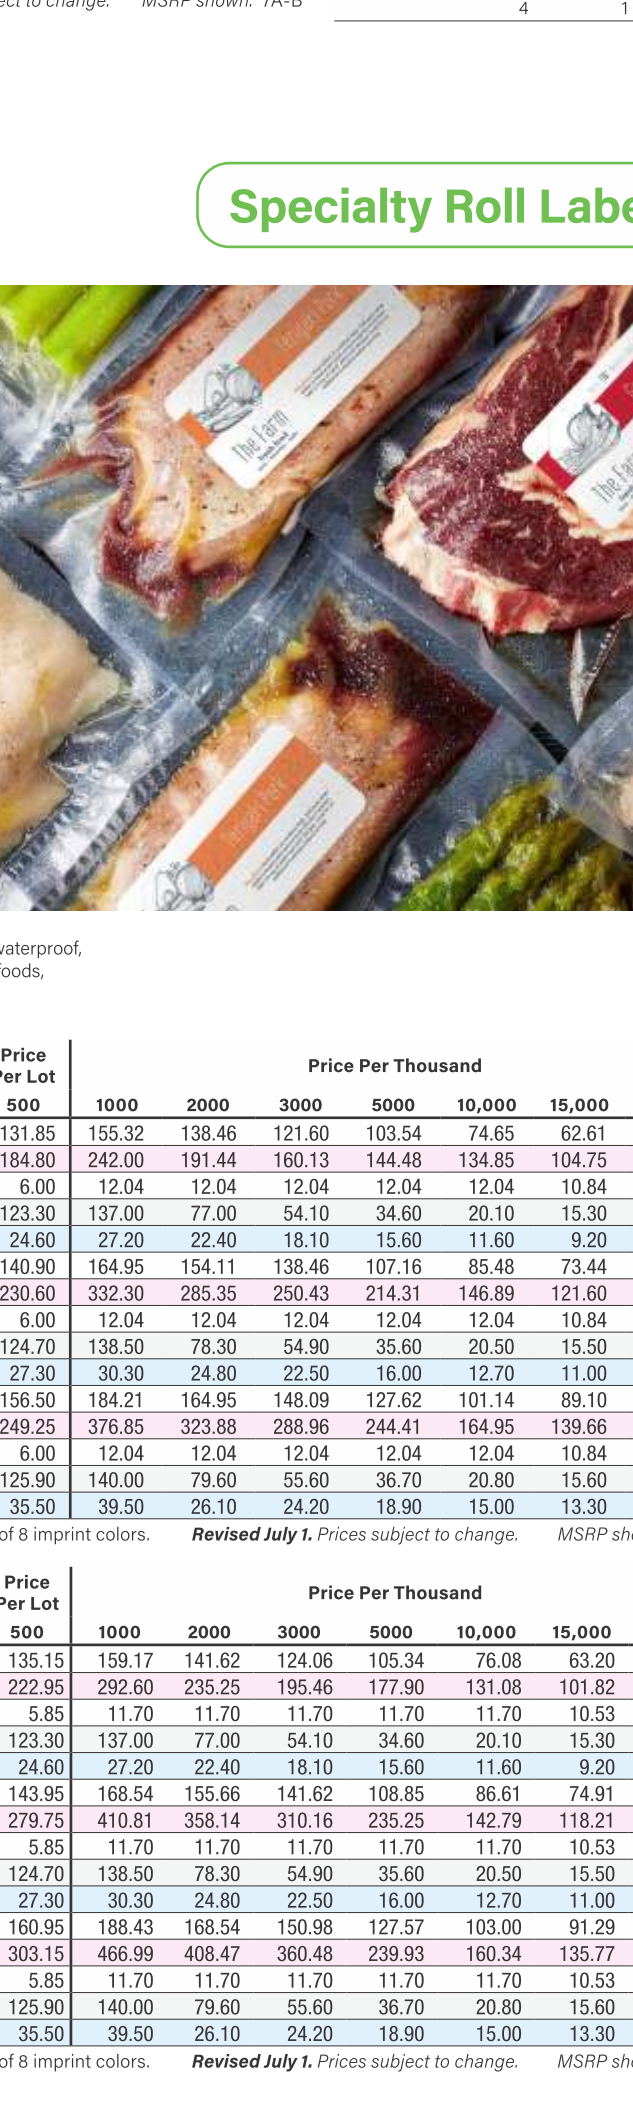 ect to change. MSRP shown. 7A-B
4 1
Specialty Roll Labe
The Farm
The Farm
waterproof,
foods,
Price
Per Lot
Price Per Thousand
500 1000 2000 3000 5000 10,000 15,000
131.85 155.32 138.46 121.60 103.54 74.65 62.61
184.80 242.00 191.44 160.13 144.48 134.85 104.75
6.00 12.04 12.04 12.04 12.04 12.04 10.84
123.30 137.00 77.00 54.10 34.60 20.10 15.30
24.60 27.20 22.40 18.10 15.60 11.60 9.20
140.90 164.95 154.11 138.46 107.16 85.48 73.44
230.60 332.30 285.35 250.43 214.31 146.89 121.60
6.00 12.04 12.04 12.04 12.04 12.04 10.84
124.70 138.50 78.30 54.90 35.60 20.50 15.50
27.30 30.30 24.80 22.50 16.00 12.70 11.00
156.50 184.21 164.95 148.09 127.62 101.14 89.10
249.25 376.85 323.88 288.96 244.41 164.95 139.66
6.00 12.04 12.04 12.04 12.04 12.04 10.84
125.90 140.00 79.60 55.60 36.70 20.80 15.60
35.50 39.50 26.10 24.20 18.90 15.00 13.30
of 8 imprint colors. Revised July 1. Prices subject to change. MSRP sho
Price
Per Lot
Price Per Thousand
500 1000 2000 3000 5000 10,000 15,000
135.15 159.17 141.62 124.06 105.34 76.08 63.20
222.95 292.60 235.25 195.46 177.90 131.08 101.82
5.85 11.70 11.70 11.70 11.70 11.70 10.53
123.30 137.00 77.00 54.10 34.60 20.10 15.30
24.60 27.20 22.40 18.10 15.60 11.60 9.20
143.95 168.54 155.66 141.62 108.85 86.61 74.91
279.75 410.81 358.14 310.16 235.25 142.79 118.21
5.85 11.70 11.70 11.70 11.70 11.70 10.53
124.70 138.50 78.30 54.90 35.60 20.50 15.50
27.30 30.30 24.80 22.50 16.00 12.70 11.00
160.95 188.43 168.54 150.98 127.57 103.00 91.29
303.15 466.99 408.47 360.48 239.93 160.34 135.77
5.85 11.70 11.70 11.70 11.70 11.70 10.53
125.90 140.00 79.60 55.60 36.70 20.80 15.60
35.50 39.50 26.10 24.20 18.90 15.00 13.30
of 8 imprint colors. Revised July 1. Prices subject to change. MSRP sho